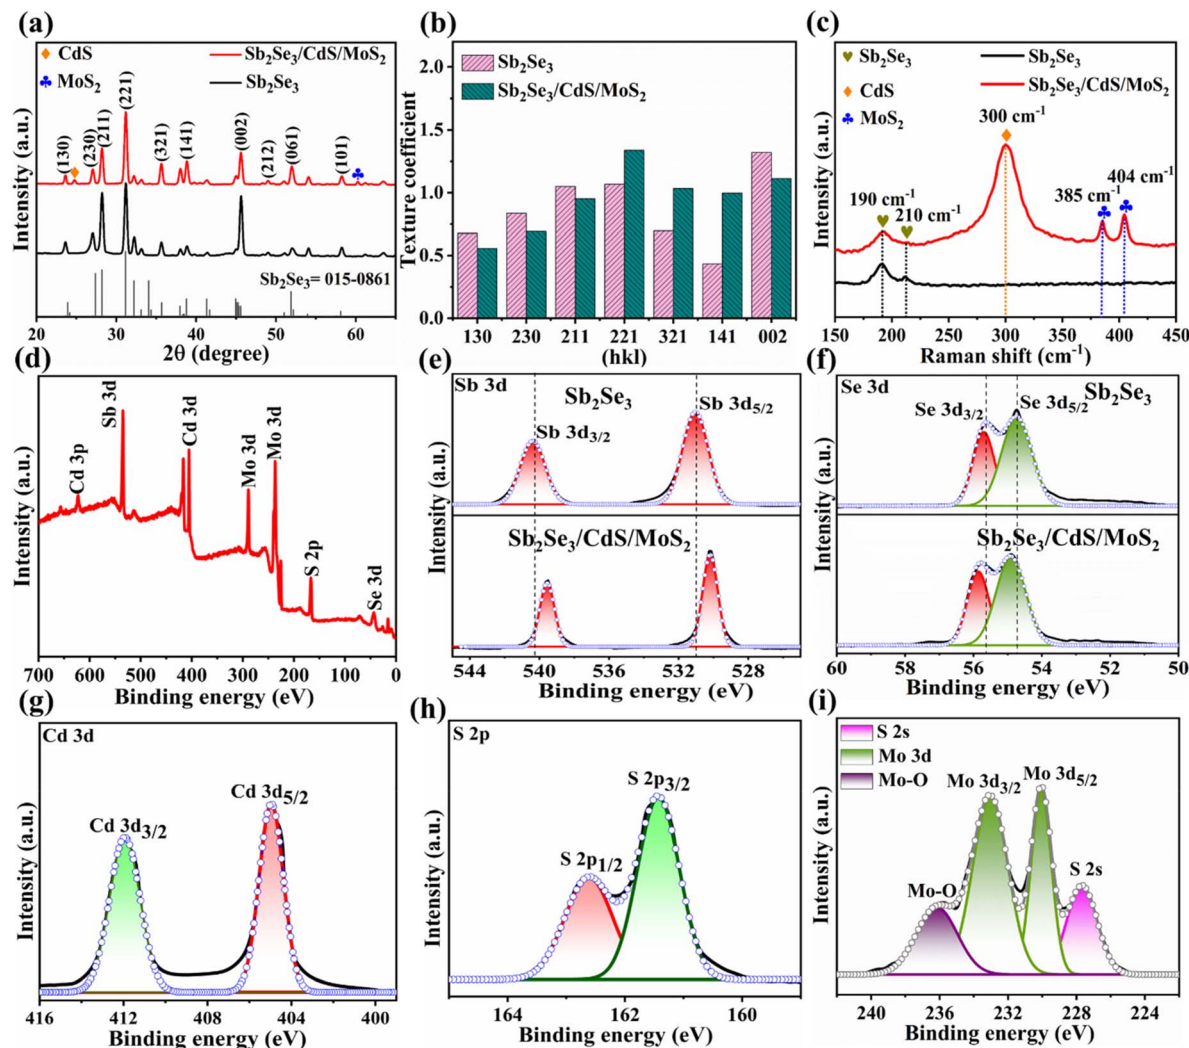 (a)
CdS
MoS₂
Sb₂Se₃/CdS/MoS₂
Sb₂Se₃
(130)
(230)
(211)
(221)
(321)
(141)
(002)
(212)
(061)
(101)
Sb₂Se₃= 015-0861
Intensity (a.u.)
20 30 40 50 60
2θ (degree)
(b)
Sb₂Se₃
Sb₂Se₃/CdS/MoS₂
Texture coefficient
2.0
1.5
1.0
0.5
0.0
130 230 211 221 321 141 002
(hkl)
(c)
Sb₂Se₃
CdS
MoS₂
Sb₂Se₃
Sb₂Se₃/CdS/MoS₂
300 cm⁻¹
190 cm⁻¹
210 cm⁻¹
385 cm⁻¹
404 cm⁻¹
Intensity (a.u.)
150 200 250 300 350 400 450
Raman shift (cm⁻¹)
(d)
Cd 3p
Sb 3d
Cd 3d
Mo 3d
Mo 3d
S 2p
Se 3d
Intensity (a.u.)
700 600 500 400 300 200 100 0
Binding energy (eV)
(e)
Sb 3d
Sb₂Se₃
Sb 3d₃/₂
Sb 3d₅/₂
Sb₂Se₃/CdS/MoS₂
Intensity (a.u.)
544 540 536 532 528
Binding energy (eV)
(f)
Se 3d
Se 3d₃/₂
Se 3d₅/₂
Sb₂Se₃
Sb₂Se₃/CdS/MoS₂
Intensity (a.u.)
60 58 56 54 52 50
Binding energy (eV)
(g)
Cd 3d
Cd 3d₃/₂
Cd 3d₅/₂
Intensity (a.u.)
416 412 408 404 400
Binding energy (eV)
(h)
S 2p
S 2p₁/₂
S 2p₃/₂
Intensity (a.u.)
164 162 160
Binding energy (eV)
(i)
S 2s
Mo 3d
Mo-O
Mo-O
Mo 3d₃/₂
Mo 3d₅/₂
S 2s
Intensity (a.u.)
240 236 232 228 224
Binding energy (eV)